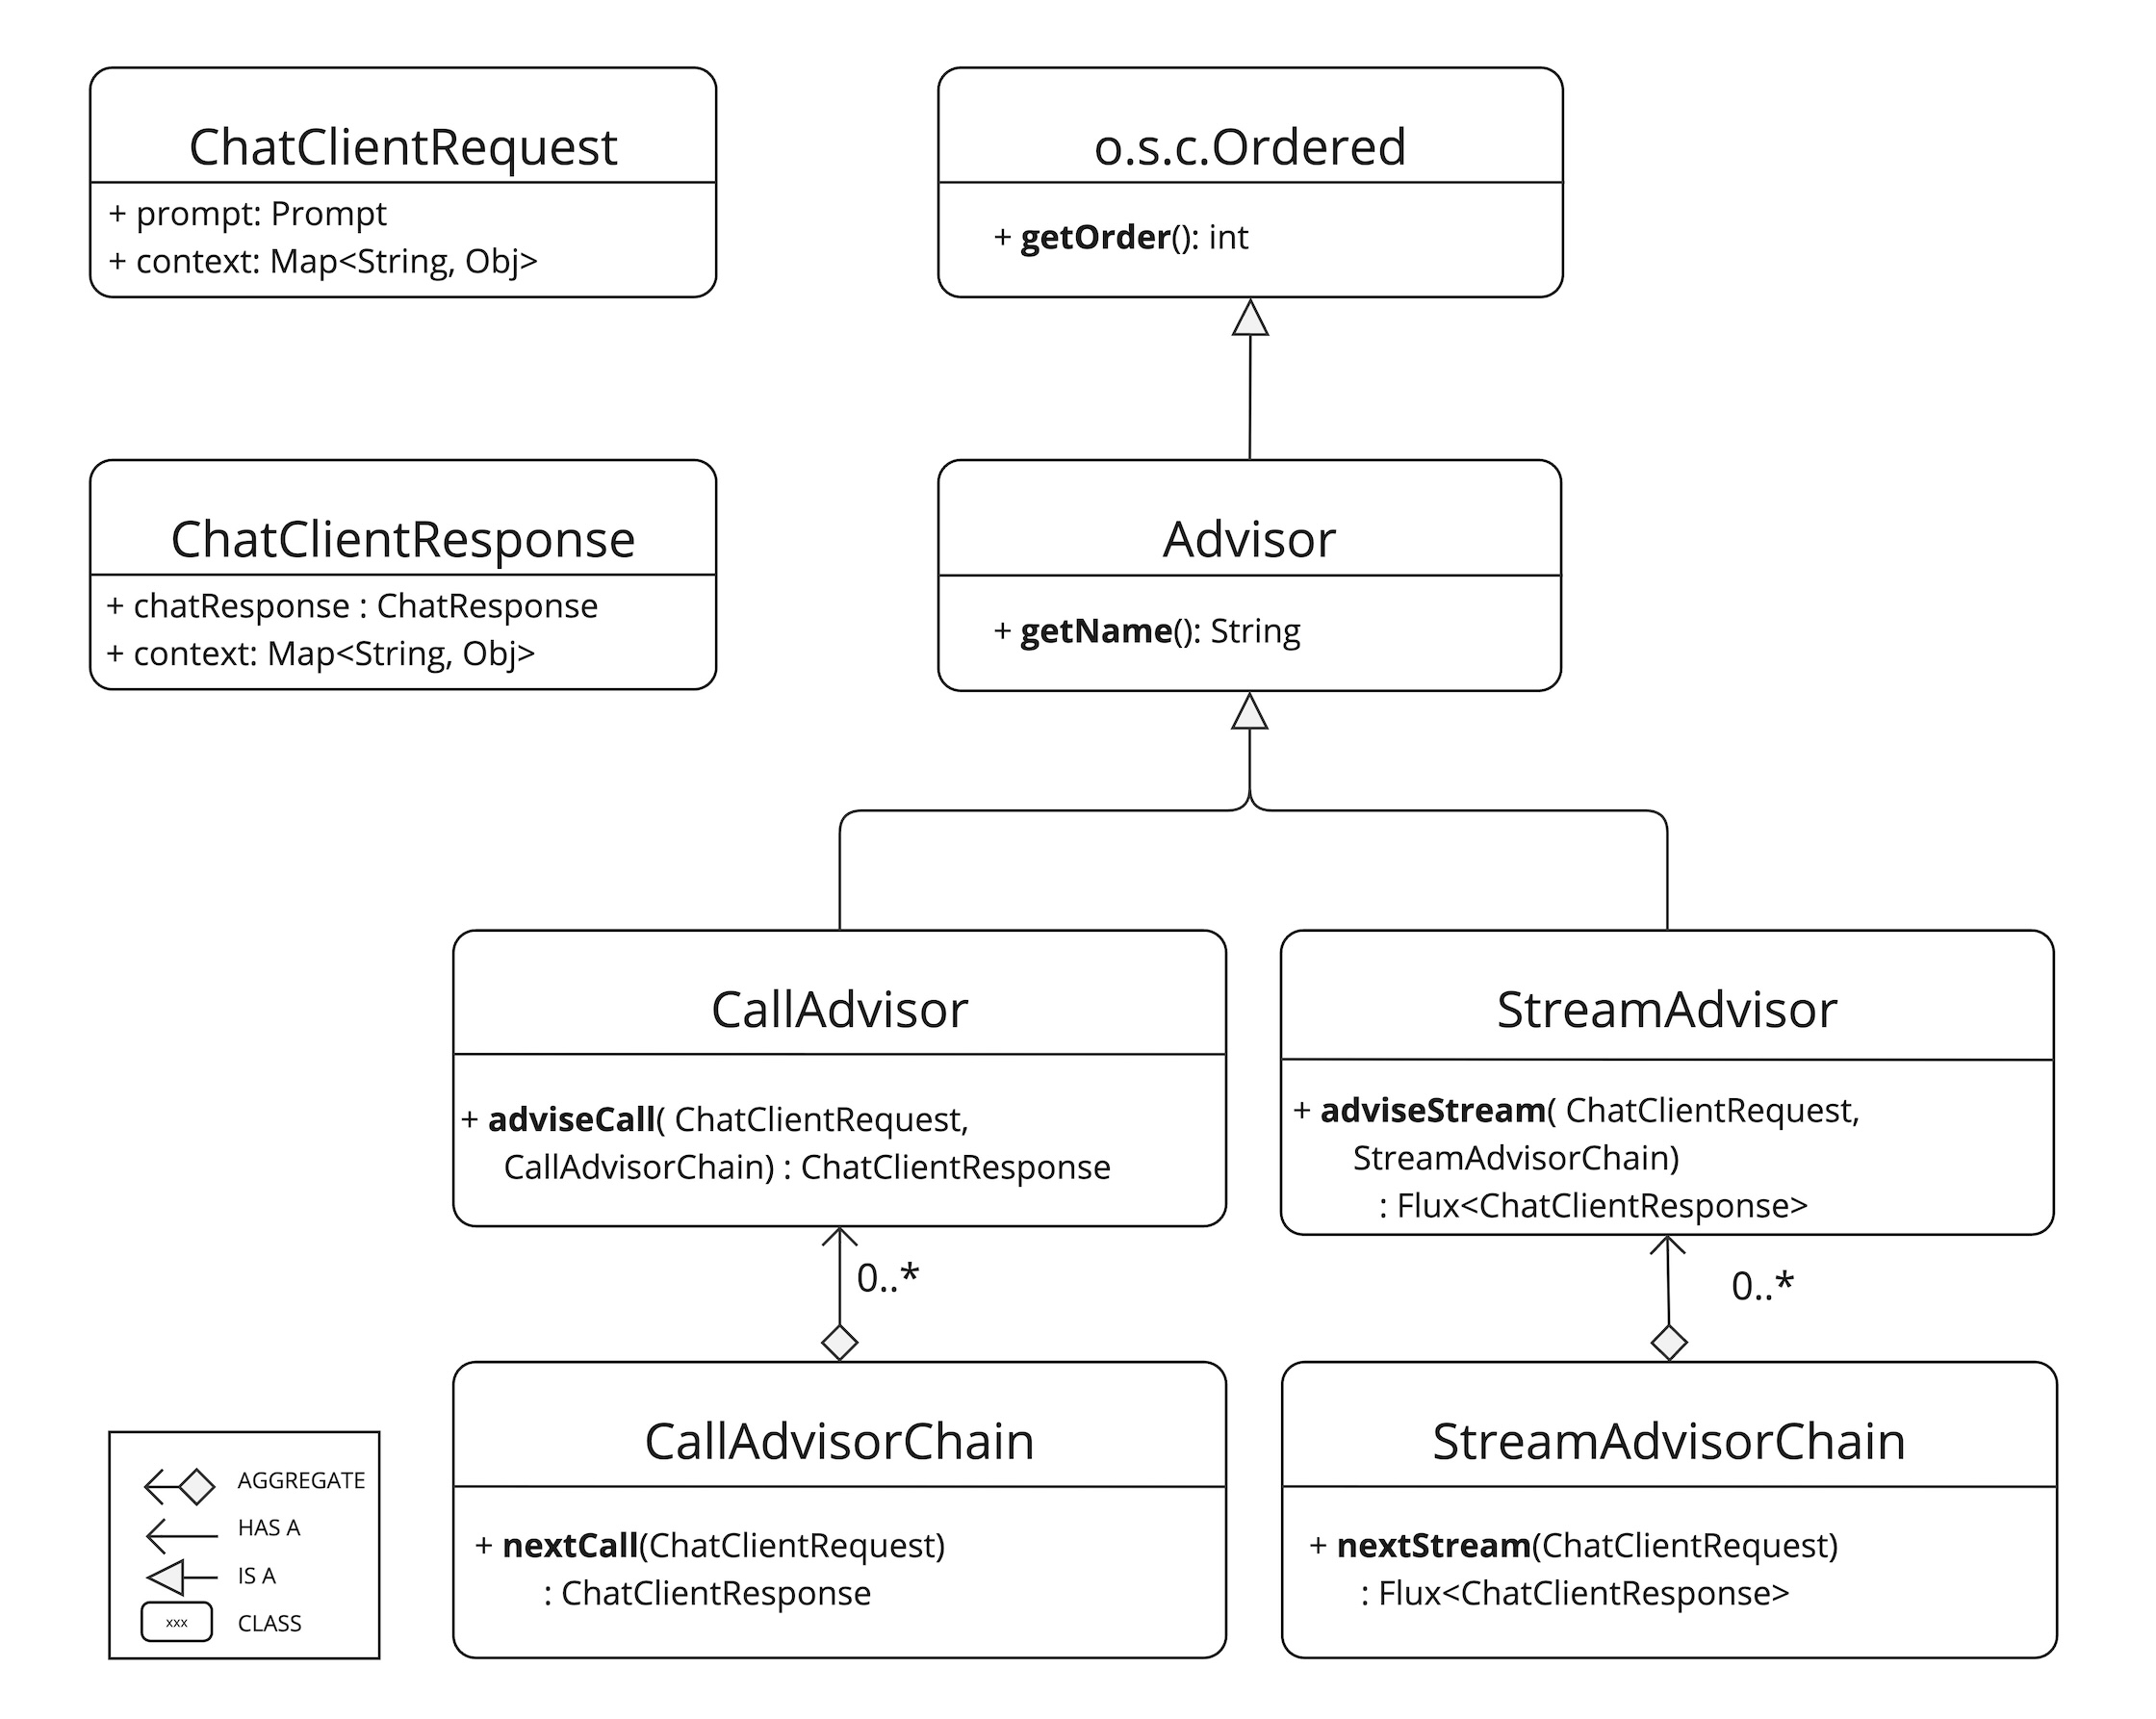 ChatClientRequest
+ prompt: Prompt
+ context: Map<String, Obj>
o.s.c.Ordered
+ getOrder(): int
ChatClientResponse
+ chatResponse : ChatResponse
+ context: Map<String, Obj>
Advisor
+ getName(): String
CallAdvisor
+ adviseCall( ChatClientRequest,
CallAdvisorChain) : ChatClientResponse
StreamAdvisor
+ adviseStream( ChatClientRequest,
StreamAdvisorChain)
: Flux<ChatClientResponse>
0..*
0..*
CallAdvisorChain
+ nextCall(ChatClientRequest)
: ChatClientResponse
StreamAdvisorChain
+ nextStream(ChatClientRequest)
: Flux<ChatClientResponse>
AGGREGATE
HAS A
IS A
xxx CLASS